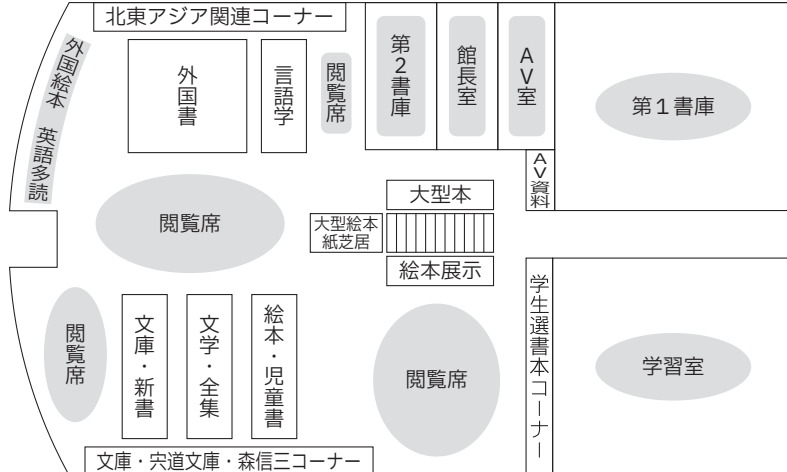 北東アジア関連コーナー
外国絵本 英語多読
外国書
言語学
閲覧席
第2書庫
館長室
AV室
第1書庫
AV資料
閲覧席
大型本
大型絵本
紙芝居
絵本展示
閲覧席
文庫・新書
文学・全集
絵本・児童書
閲覧席
学生選書本コーナー
学習室
文庫・宍道文庫・森信三コーナー